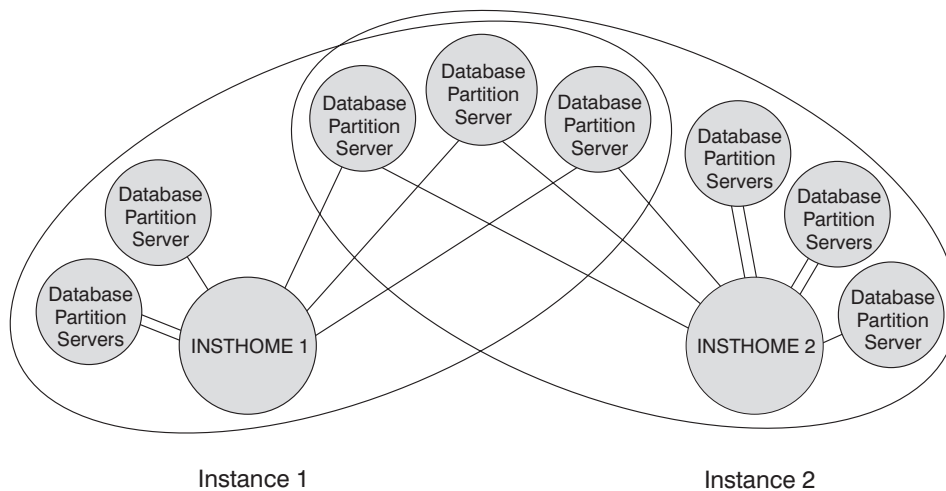 Database
Partition
Server
Database
Partition
Server
Database
Partition
Server
Database
Partition
Servers
Database
Partition
Server
Database
Partition
Servers
Database
Partition
Servers
Database
Partition
Server
INSTHOME 1
INSTHOME 2
Instance 1
Instance 2